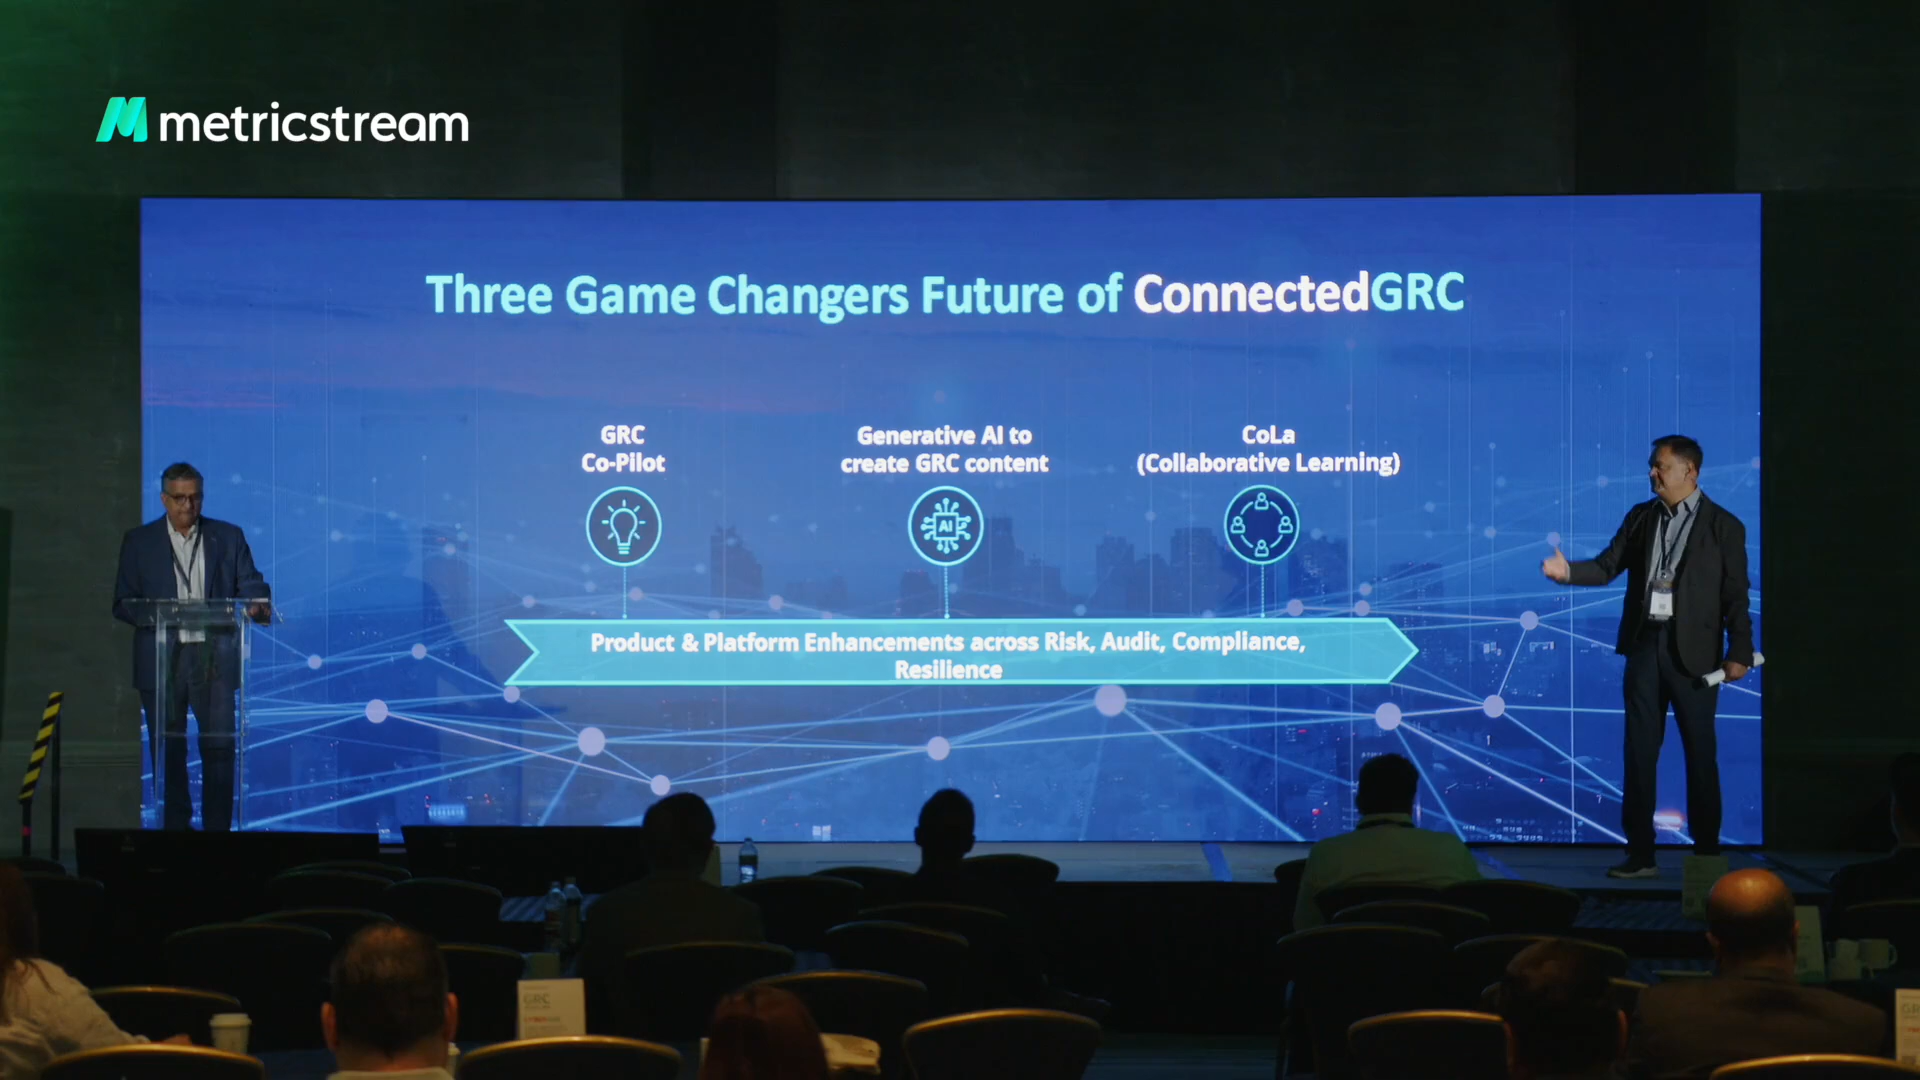 metricstream
Three Game Changers Future of ConnectedGRC
GRC
Co-Pilot
Generative AI to
create GRC content
CoLa
(Collaborative Learning)
AI
Product & Platform Enhancements across Risk, Audit, Compliance,
Resilience
GRC